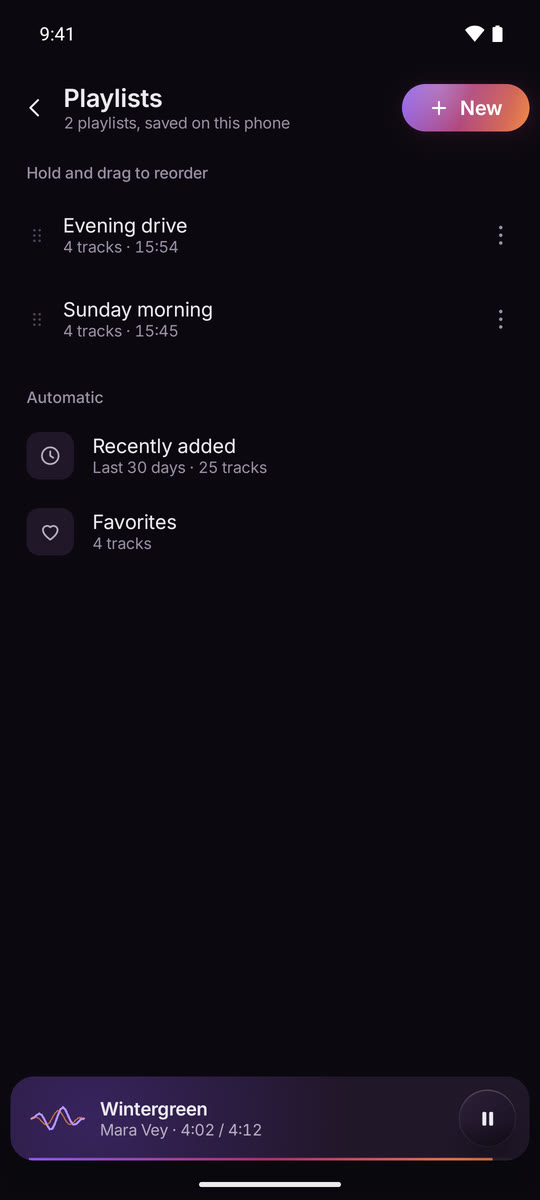 9:41
Playlists
2 playlists, saved on this phone
New
Hold and drag to reorder
Evening drive
4 tracks · 15:54
Sunday morning
4 tracks · 15:45
Automatic
Recently added
Last 30 days · 25 tracks
Favorites
4 tracks
Wintergreen
Mara Vey · 4:02 / 4:12